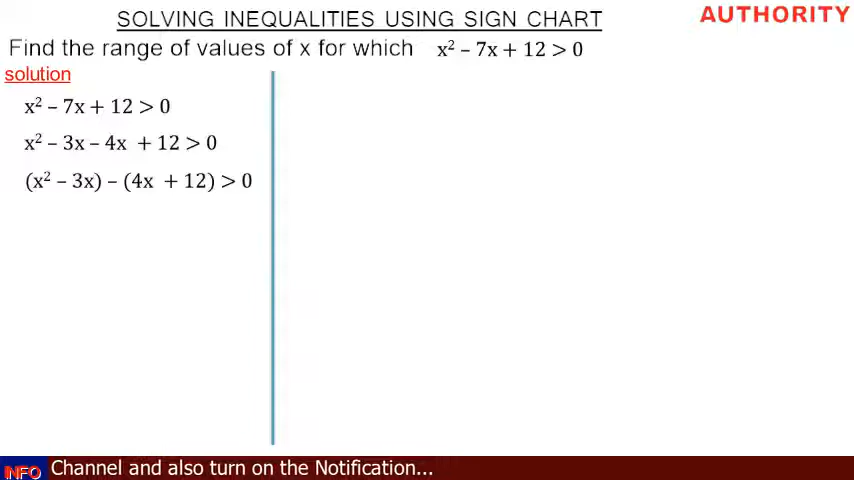 SOLVING INEQUALITIES USING SIGN CHART
AUTHORITY
Find the range of values of x for which x² – 7x + 12 > 0
solution
x² – 7x + 12 > 0
x² – 3x – 4x + 12 > 0
(x² – 3x) – (4x + 12) > 0
INFO Channel and also turn on the Notification...